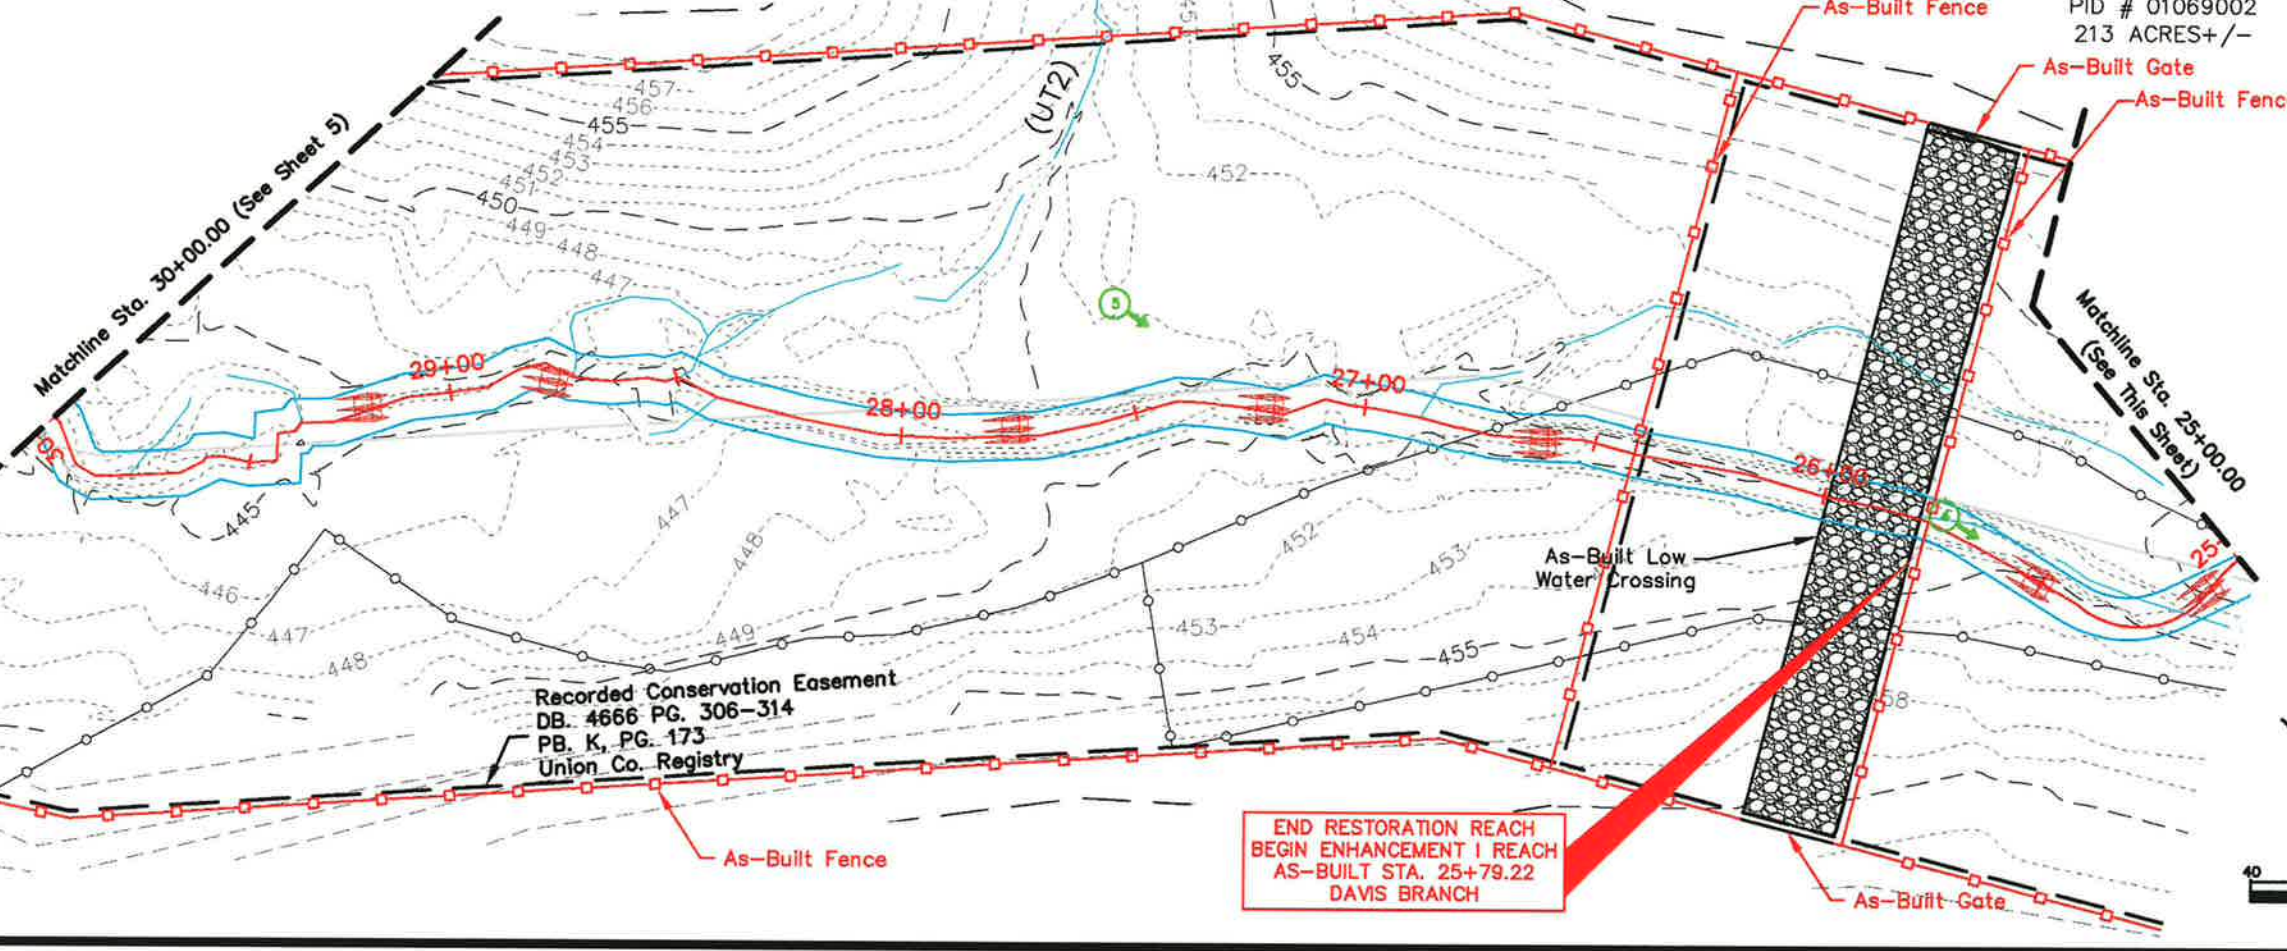 As-Built Fence
PID # 01069002
213 ACRES+/-
As-Built Gate
As-Built Fenc
Matchline Sta. 30+00.00 (See Sheet 5)
457
456
455
454
453
452
451
450
449
448
447
(UT2)
45
455
452
Matchline Sta. 25+00.00
(See This Sheet)
30
29+00
28+00
27+00
26+00
25
445
446
447
448
447
448
449
452
453
453
454
455
58
As-Built Low
Water Crossing
Recorded Conservation Easement
DB. 4666 PG. 306-314
PB. K, PG. 173
Union Co. Registry
As-Built Fence
END RESTORATION REACH
BEGIN ENHANCEMENT I REACH
AS-BUILT STA. 25+79.22
DAVIS BRANCH
As-Built Gate
40